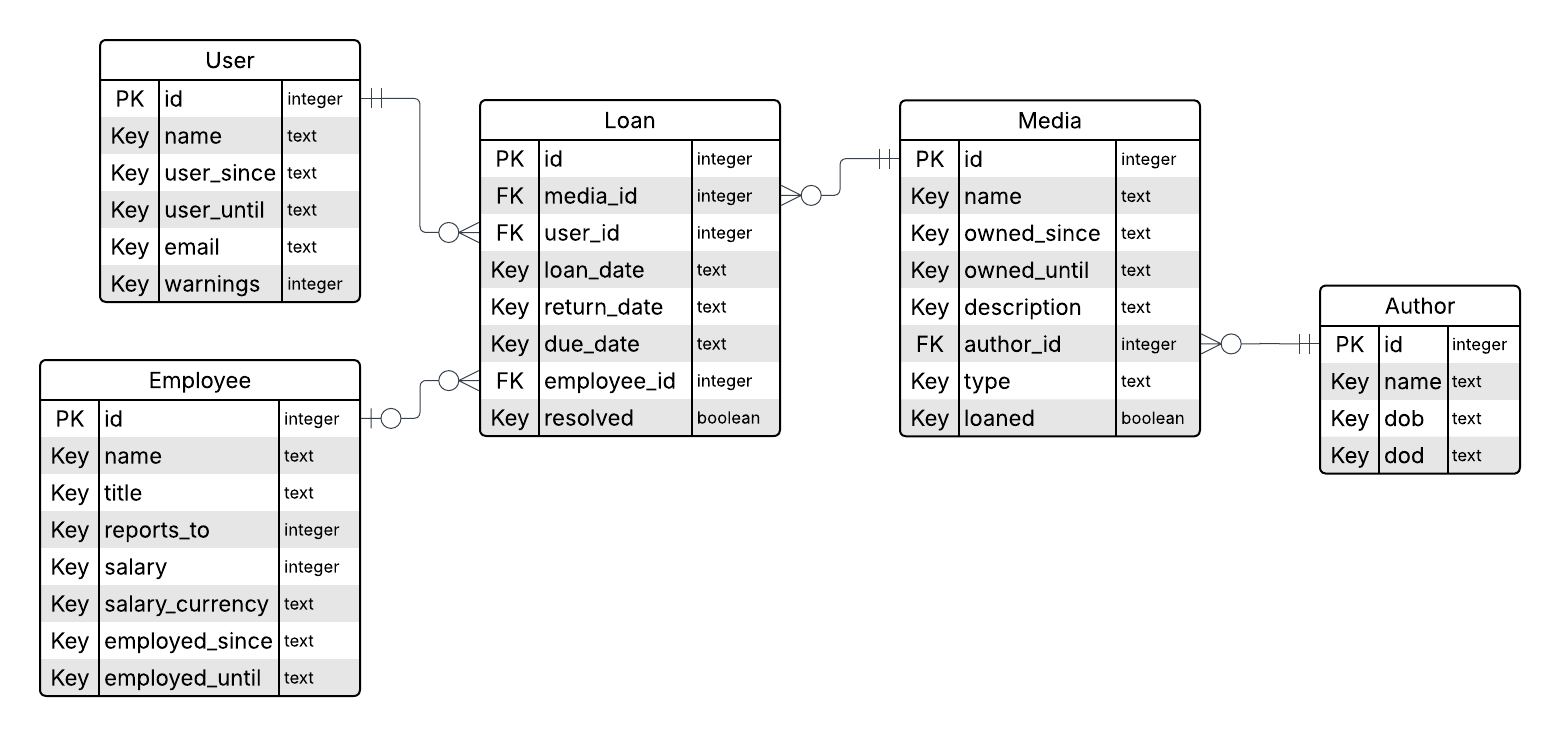 User
PK id integer
Key name text
Key user_since text
Key user_until text
Key email text
Key warnings integer
Employee
PK id integer
Key name text
Key title text
Key reports_to integer
Key salary integer
Key salary_currency text
Key employed_since text
Key employed_until text
Loan
PK id integer
FK media_id integer
FK user_id integer
Key loan_date text
Key return_date text
Key due_date text
FK employee_id integer
Key resolved boolean
Media
PK id integer
Key name text
Key owned_since text
Key owned_until text
Key description text
FK author_id integer
Key type text
Key loaned boolean
Author
PK id integer
Key name text
Key dob text
Key dod text